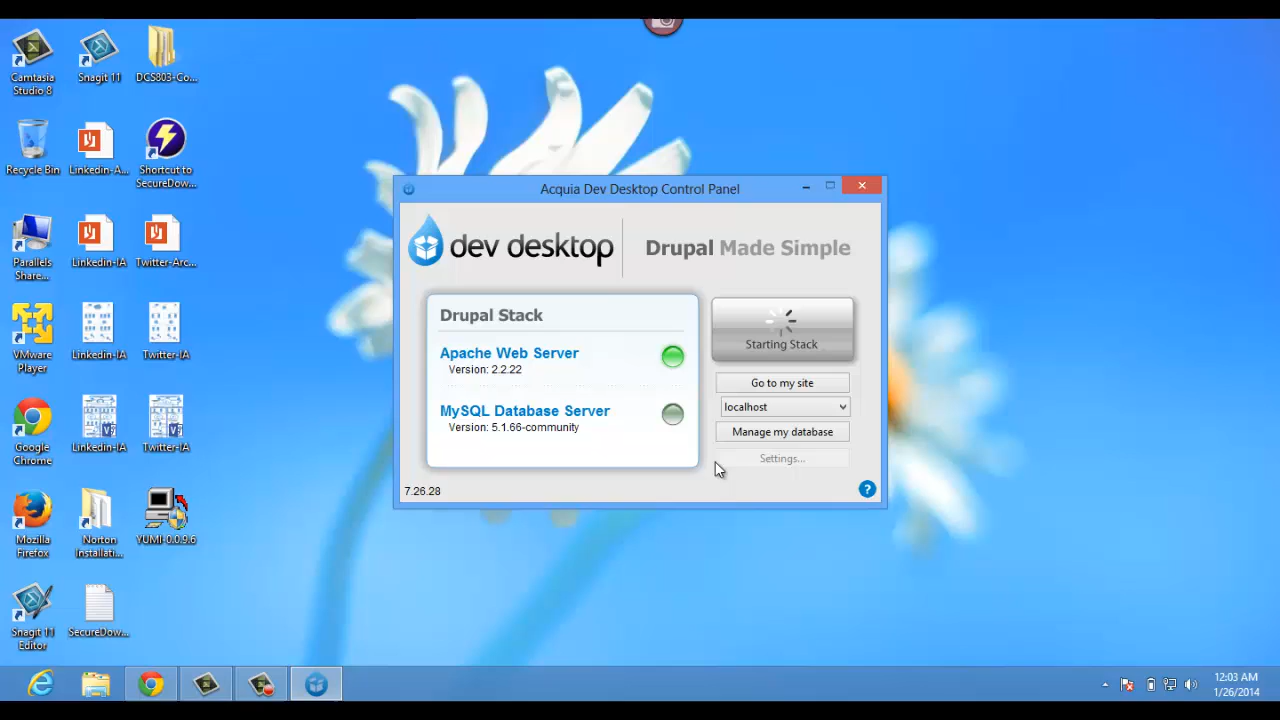 Camtasia
Studio 8
Snagit 11
DCS803-Co...
Recycle Bin
Linkedin-A...
Shortcut to
SecureDow...
Parallels
Share...
Linkedin-IA
Twitter-Arc...
VMware
Player
Linkedin-IA
Twitter-IA
Google
Chrome
Linkedin-IA
Twitter-IA
Mozilla
Firefox
Norton
Installati...
YUMI-0.0.9.6
Snagit 11
Editor
SecureDow...
Acquia Dev Desktop Control Panel
dev desktop
Drupal Made Simple
Drupal Stack
Apache Web Server
Version: 2.2.22
MySQL Database Server
Version: 5.1.66-community
Starting Stack
Go to my site
localhost
Manage my database
Settings...
7.26.28
?
12:03 AM
1/26/2014